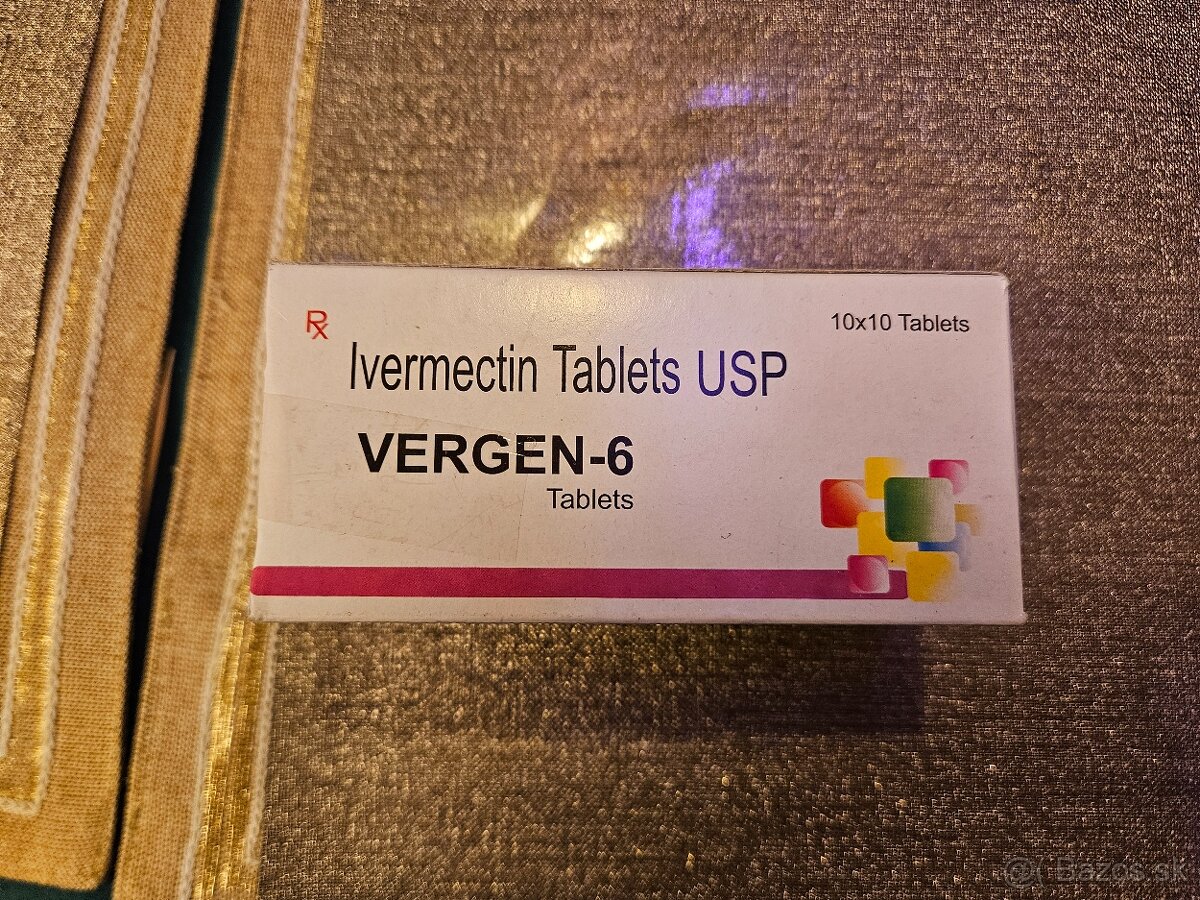 Rx
10x10 Tablets
Ivermectin Tablets USP
VERGEN-6
Tablets
@( Bazos.sk